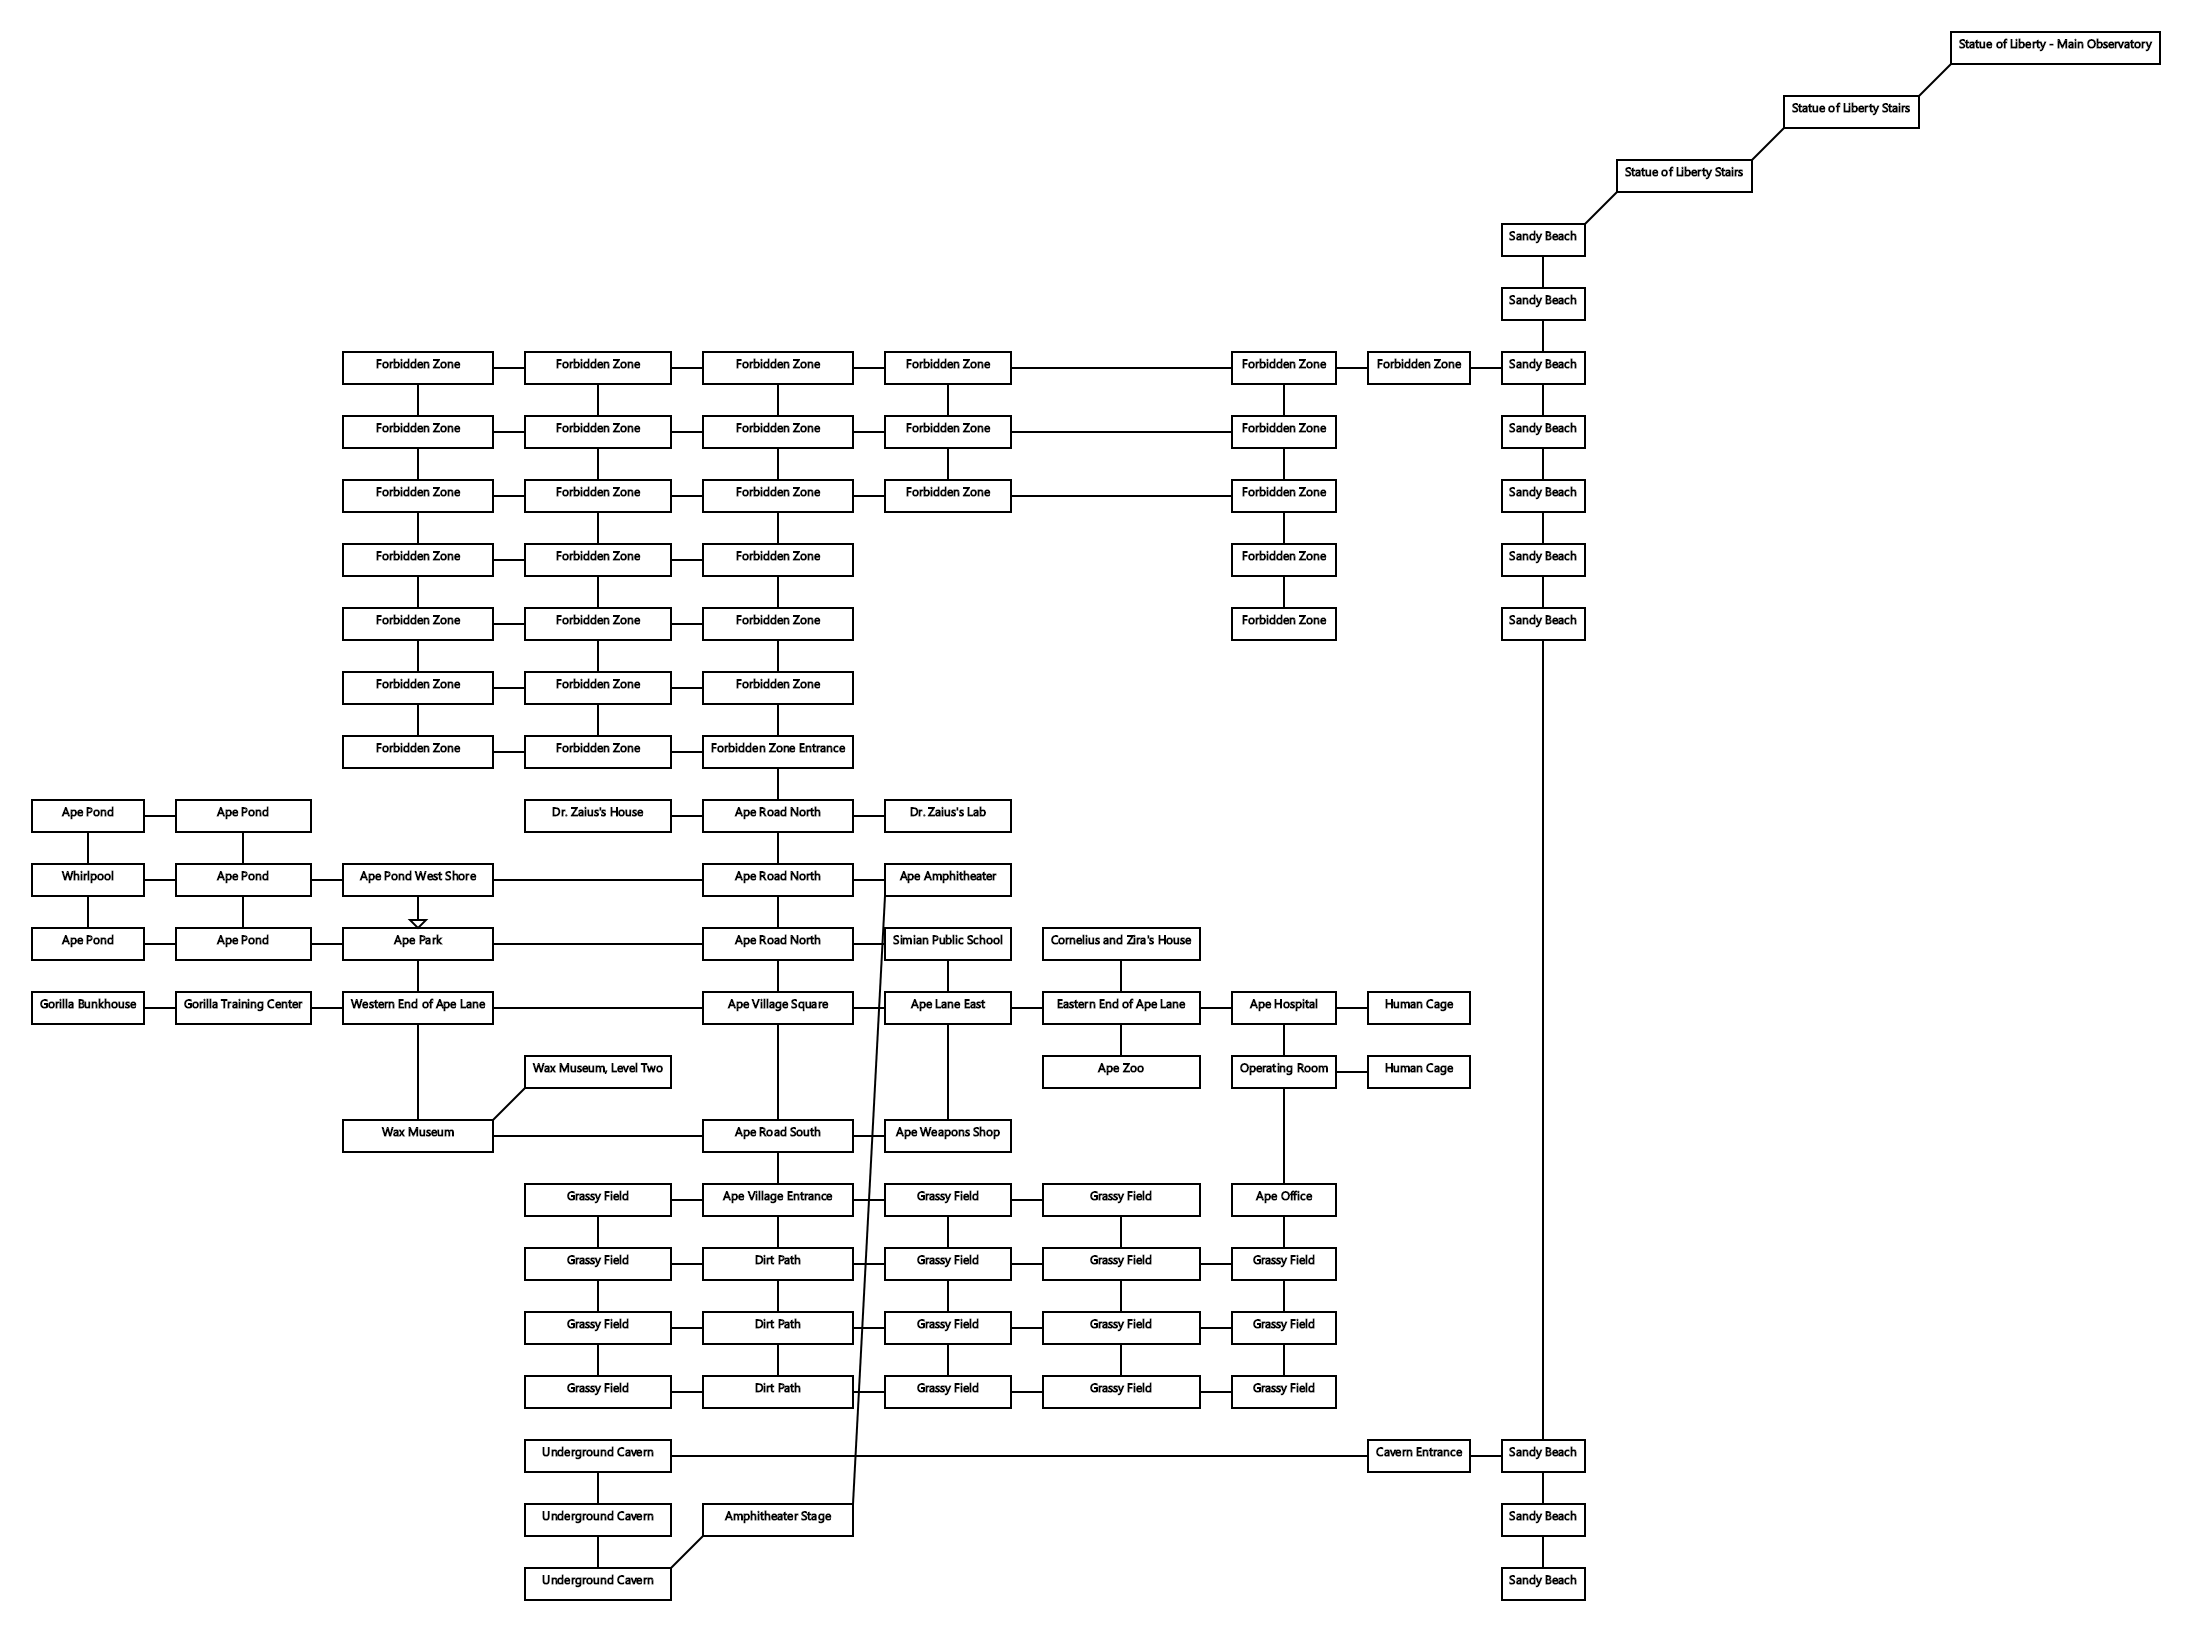 Statue of Liberty - Main Observatory
Statue of Liberty Stairs
Statue of Liberty Stairs
Sandy Beach
Sandy Beach
Forbidden Zone Forbidden Zone Forbidden Zone Forbidden Zone Forbidden Zone Forbidden Zone Sandy Beach
Forbidden Zone Forbidden Zone Forbidden Zone Forbidden Zone Forbidden Zone Sandy Beach
Forbidden Zone Forbidden Zone Forbidden Zone Forbidden Zone Forbidden Zone Sandy Beach
Forbidden Zone Forbidden Zone Forbidden Zone Forbidden Zone Sandy Beach
Forbidden Zone Forbidden Zone Forbidden Zone Forbidden Zone Sandy Beach
Forbidden Zone Forbidden Zone Forbidden Zone
Forbidden Zone Forbidden Zone Forbidden Zone Entrance
Ape Pond Ape Pond Dr. Zaius's House Ape Road North Dr. Zaius's Lab
Whirlpool Ape Pond Ape Pond West Shore Ape Road North Ape Amphitheater
Ape Pond Ape Pond Ape Park Ape Road North Simian Public School Cornelius and Zira's House
Gorilla Bunkhouse Gorilla Training Center Western End of Ape Lane Ape Village Square Ape Lane East Eastern End of Ape Lane Ape Hospital Human Cage
Wax Museum, Level Two Ape Zoo Operating Room Human Cage
Wax Museum Ape Road South Ape Weapons Shop
Grassy Field Ape Village Entrance Grassy Field Grassy Field Ape Office
Grassy Field Dirt Path Grassy Field Grassy Field Grassy Field
Grassy Field Dirt Path Grassy Field Grassy Field Grassy Field
Grassy Field Dirt Path Grassy Field Grassy Field Grassy Field
Underground Cavern Cavern Entrance Sandy Beach
Underground Cavern Amphitheater Stage Sandy Beach
Underground Cavern Sandy Beach